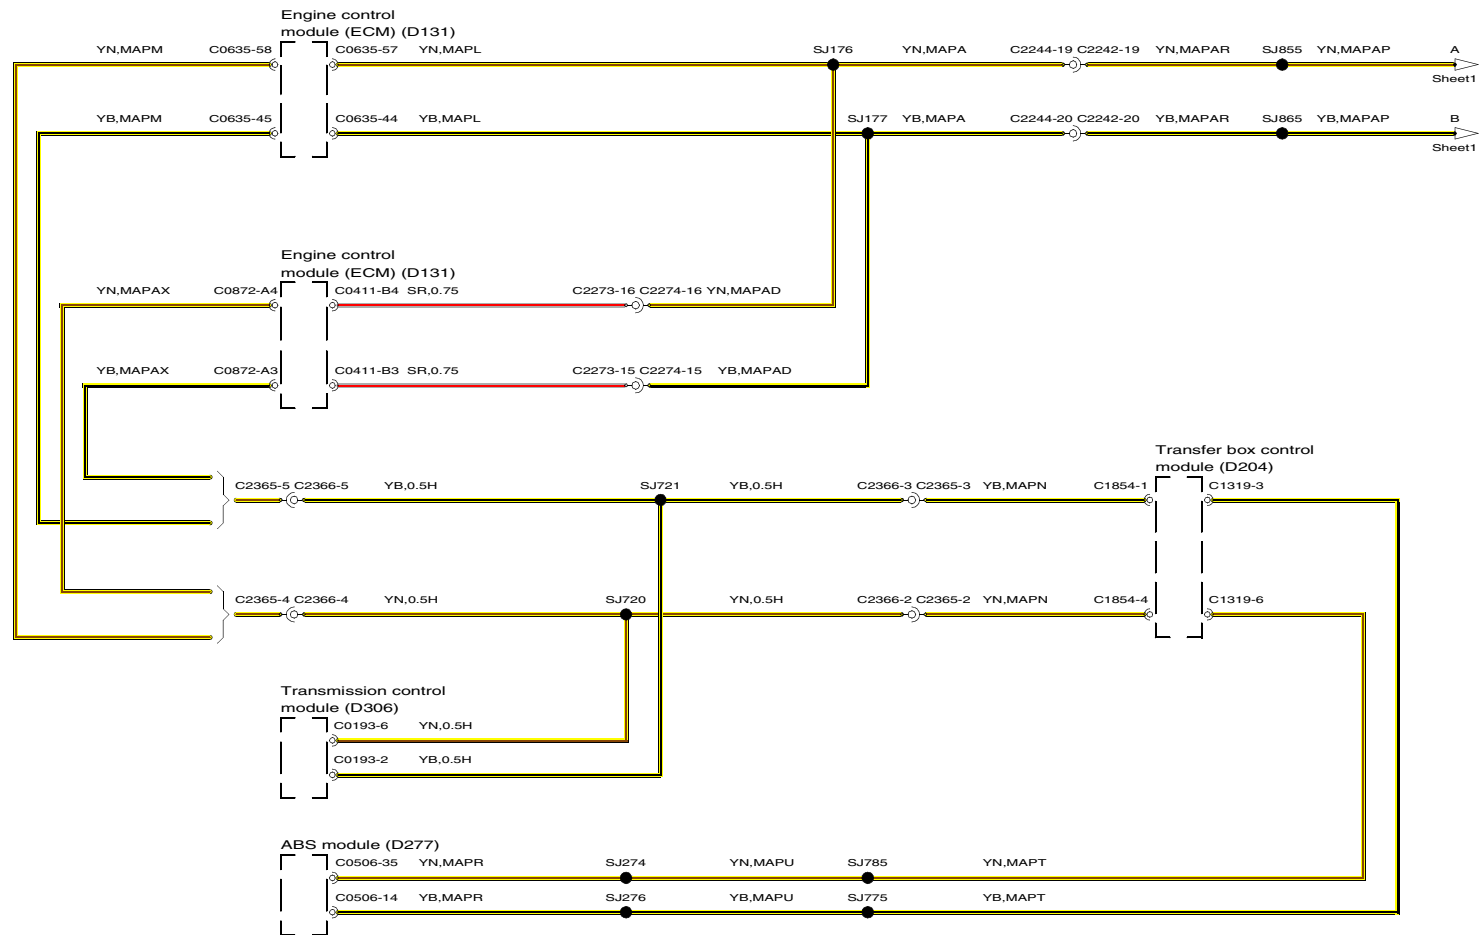 Engine control
module (ECM) (D131)
YN,MAPM C0635-58 C0635-57 YN,MAPL SJ176 YN,MAPA C2244-19 C2242-19 YN,MAPAR SJ855 YN,MAPAP A
Sheet1
YB,MAPM C0635-45 C0635-44 YB,MAPL SJ177 YB,MAPA C2244-20 C2242-20 YB,MAPAR SJ865 YB,MAPAP B
Sheet1
Engine control
module (ECM) (D131)
YN,MAPAX C0872-A4 C0411-B4 SR,0.75 C2273-16 C2274-16 YN,MAPAD
YB,MAPAX C0872-A3 C0411-B3 SR,0.75 C2273-15 C2274-15 YB,MAPAD
Transfer box control
module (D204)
C2365-5 C2366-5 YB,0.5H SJ721 YB,0.5H C2366-3 C2365-3 YB,MAPN C1854-1 C1319-3
C2365-4 C2366-4 YN,0.5H SJ720 YN,0.5H C2366-2 C2365-2 YN,MAPN C1854-4 C1319-6
Transmission control
module (D306)
C0193-6 YN,0.5H
C0193-2 YB,0.5H
ABS module (D277)
C0506-35 YN,MAPR SJ274 YN,MAPU SJ785 YN,MAPT
C0506-14 YB,MAPR SJ276 YB,MAPU SJ775 YB,MAPT